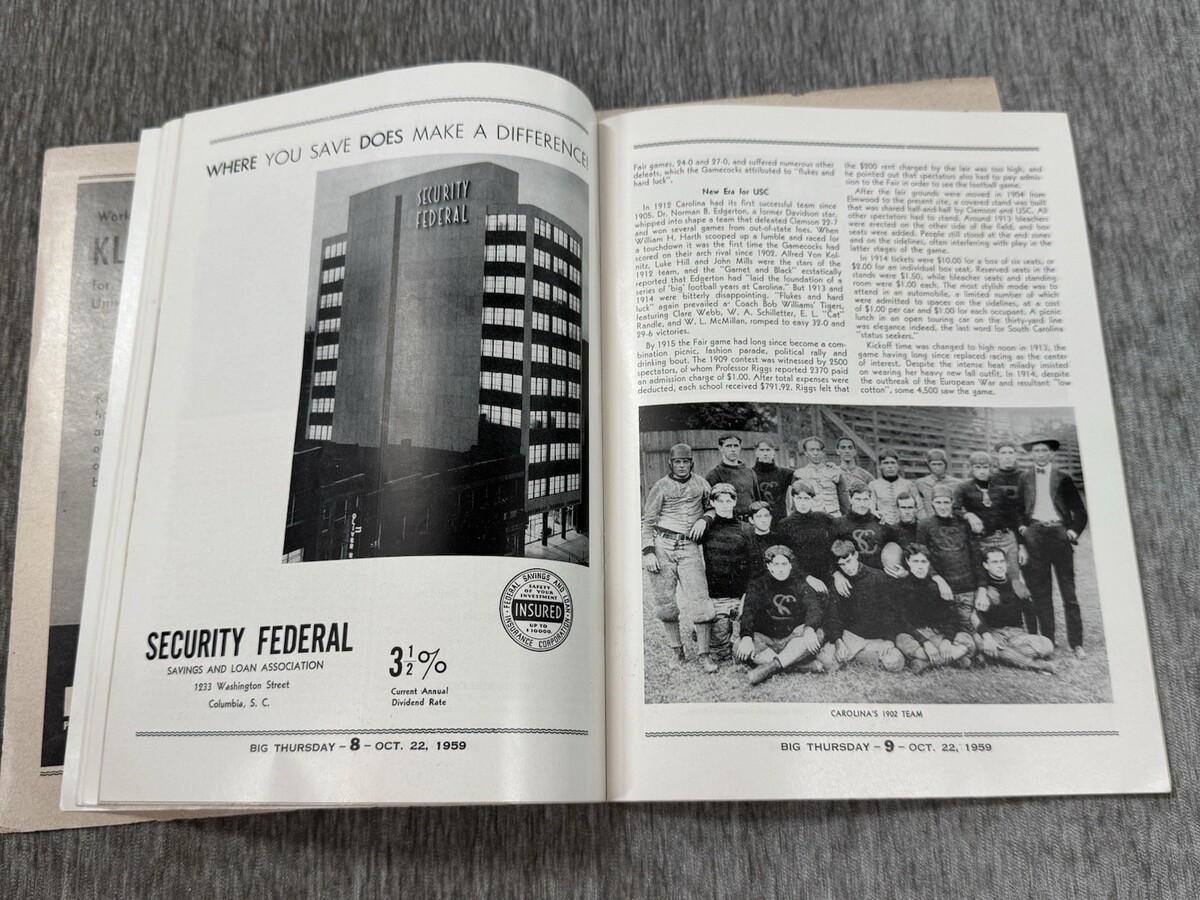 Work
KL
for
Univ
WHERE YOU SAVE DOES MAKE A DIFFERENCE!
SECURITY
FEDERAL
FEDERAL SAVINGS AND LOAN INSURANCE CORPORATION
SAFETY
OF YOUR
INVESTMENT
INSURED
UP TO
$10000
SECURITY FEDERAL
SAVINGS AND LOAN ASSOCIATION
1233 Washington Street
Columbia, S. C.
3½%
Current Annual
Dividend Rate
BIG THURSDAY – 8 – OCT. 22, 1959
Fair games, 24-0 and 27-0, and suffered numerous other
defeats, which the Gamecocks attributed to "flukes and
hard luck".
New Era for USC
In 1912 Carolina had its first successful team since
1905. Dr. Norman B. Edgerton, a former Davidson star,
whipped into shape a team that defeated Clemson 22-7
and won several games from out-of-state foes. When
William H. Harth scooped up a fumble and raced for
a touchdown it was the first time the Gamecocks had
scored on their arch rival since 1902. Alfred Von Kol-
nitz, Luke Hill and John Mills were the stars of the
1912 team, and the "Garnet and Black" ecstatically
reported that Edgerton had "laid the foundation of a
series of 'big' football years at Carolina." But 1913 and
1914 were bitterly disappointing. "Flukes and hard
luck" again prevailed as Coach Bob Williams' Tigers,
featuring Clare Webb, W. A. Schilletter, E. L. "Cat"
Randle, and W. L. McMillan, romped to easy 32-0 and
29-6 victories.
By 1915 the Fair game had long since become a com-
bination picnic, fashion parade, political rally and
drinking bout. The 1909 contest was witnessed by 2500
spectators, of whom Professor Riggs reported 2370 paid
an admission charge of $1.00. After total expenses were
deducted, each school received $791.92. Riggs felt that
the $200 rent charged by the fair was too high, and
he pointed out that spectators also had to pay admis-
sion to the Fair in order to see the football game.
After the fair grounds were moved in 1904 from
Elmwood to the present site, a covered stand was built
that was shared half-and-half by Clemson and USC. All
other spectators had to stand. Around 1913 bleachers
were erected on the other side of the field, and box
seats were added. People still stood at the end zones
and on the sidelines, often interfering with play in the
latter stages of the game.
In 1914 tickets were $10.00 for a box of six seats, or
$2.00 for an individual box seat. Reserved seats in the
stands were $1.50, while bleacher seats and standing
room were $1.00 each. The most stylish mode was to
attend in an automobile, a limited number of which
were admitted to spaces on the sidelines, at a cost
of $1.00 per car and $1.00 for each occupant. A picnic
lunch in an open touring car on the thirty-yard line
was elegance indeed, the last word for South Carolina
"status seekers."
Kickoff time was changed to high noon in 1913, the
game having long since replaced racing as the center
of interest. Despite the intense heat milady insisted
on wearing her heavy new fall outfit. In 1914, despite
the outbreak of the European War and resultant "low
cotton", some 4,500 saw the game.
CAROLINA'S 1902 TEAM
BIG THURSDAY – 9 – OCT. 22, 1959